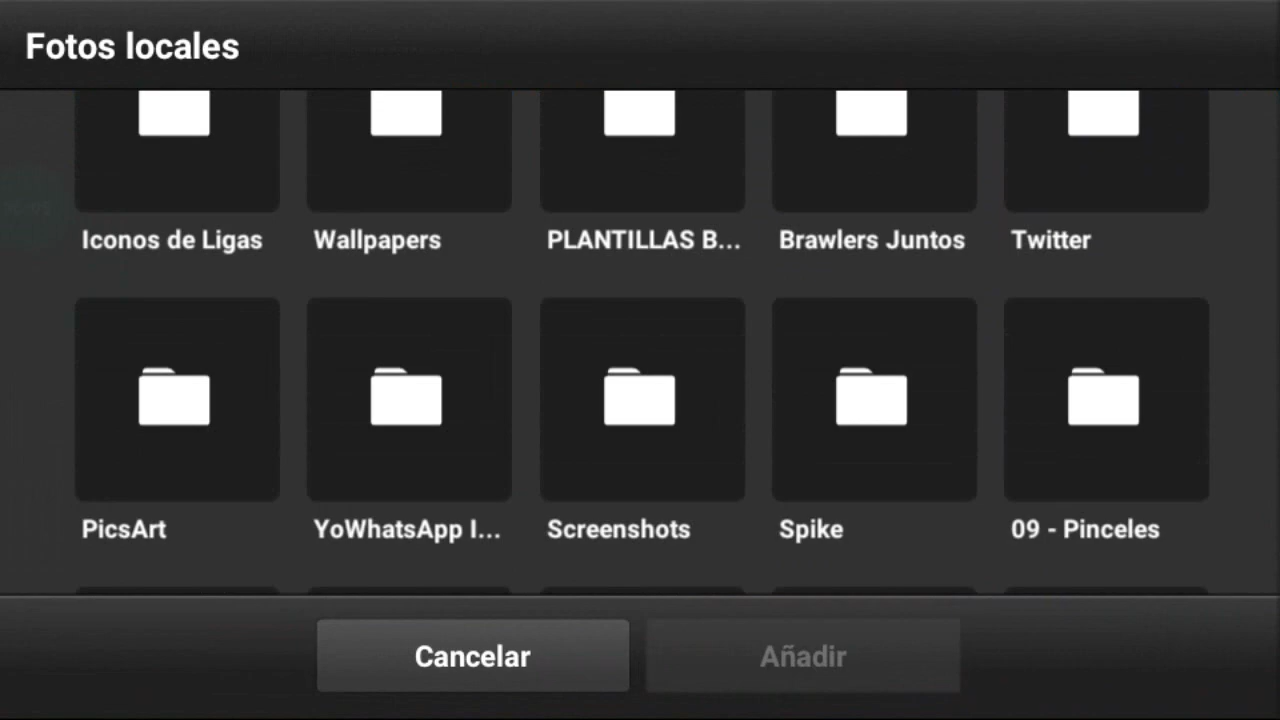 Fotos locales
Iconos de Ligas
Wallpapers
PLANTILLAS B...
Brawlers Juntos
Twitter
PicsArt
YoWhatsApp I...
Screenshots
Spike
09 - Pinceles
Cancelar
Añadir